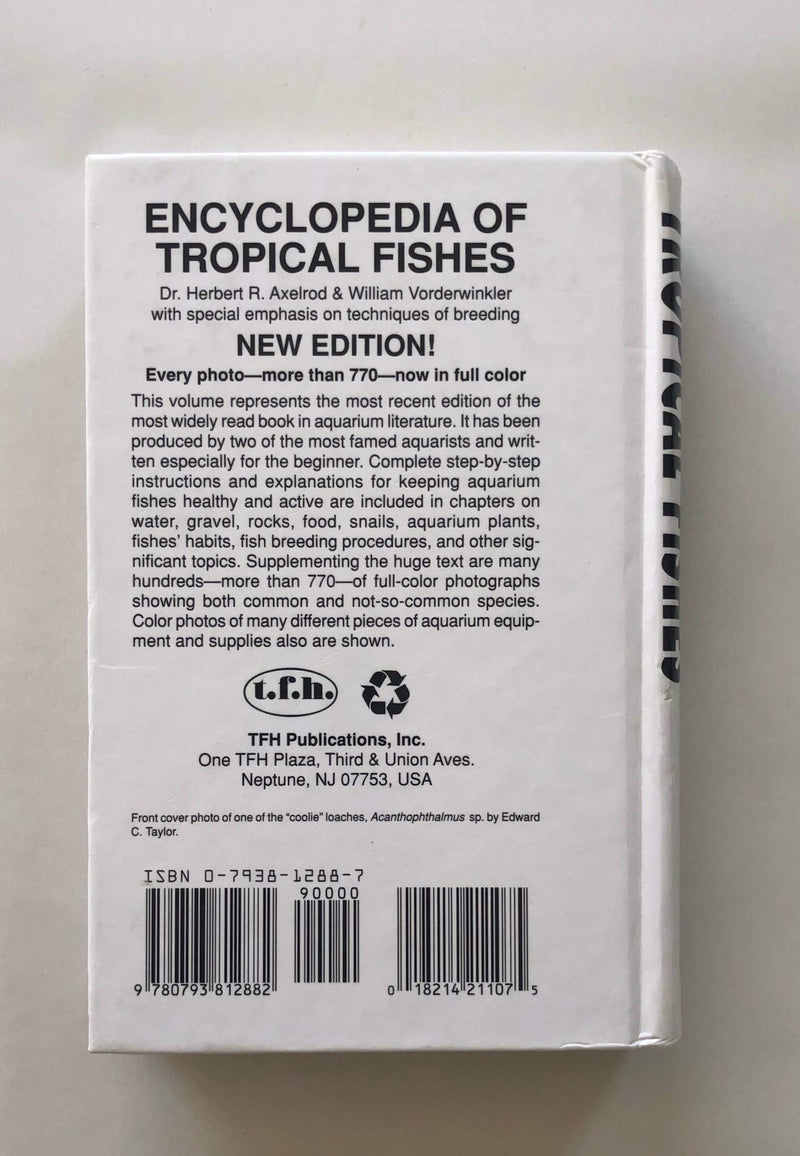 ENCYCLOPEDIA OF
TROPICAL FISHES
Dr. Herbert R. Axelrod & William Vorderwinkler
with special emphasis on techniques of breeding
NEW EDITION!
Every photo—more than 770—now in full color
This volume represents the most recent edition of the
most widely read book in aquarium literature. It has been
produced by two of the most famed aquarists and writ-
ten especially for the beginner. Complete step-by-step
instructions and explanations for keeping aquarium
fishes healthy and active are included in chapters on
water, gravel, rocks, food, snails, aquarium plants,
fishes' habits, fish breeding procedures, and other sig-
nificant topics. Supplementing the huge text are many
hundreds—more than 770—of full-color photographs
showing both common and not-so-common species.
Color photos of many different pieces of aquarium equip-
ment and supplies also are shown.
t.f.h.
TFH Publications, Inc.
One TFH Plaza, Third & Union Aves.
Neptune, NJ 07753, USA
Front cover photo of one of the "coolie" loaches, Acanthophthalmus sp. by Edward
C. Taylor.
ISBN 0-7938-1288-7
90000
9 780793 812882
0 18214 21107 5
TROPICAL FISHES